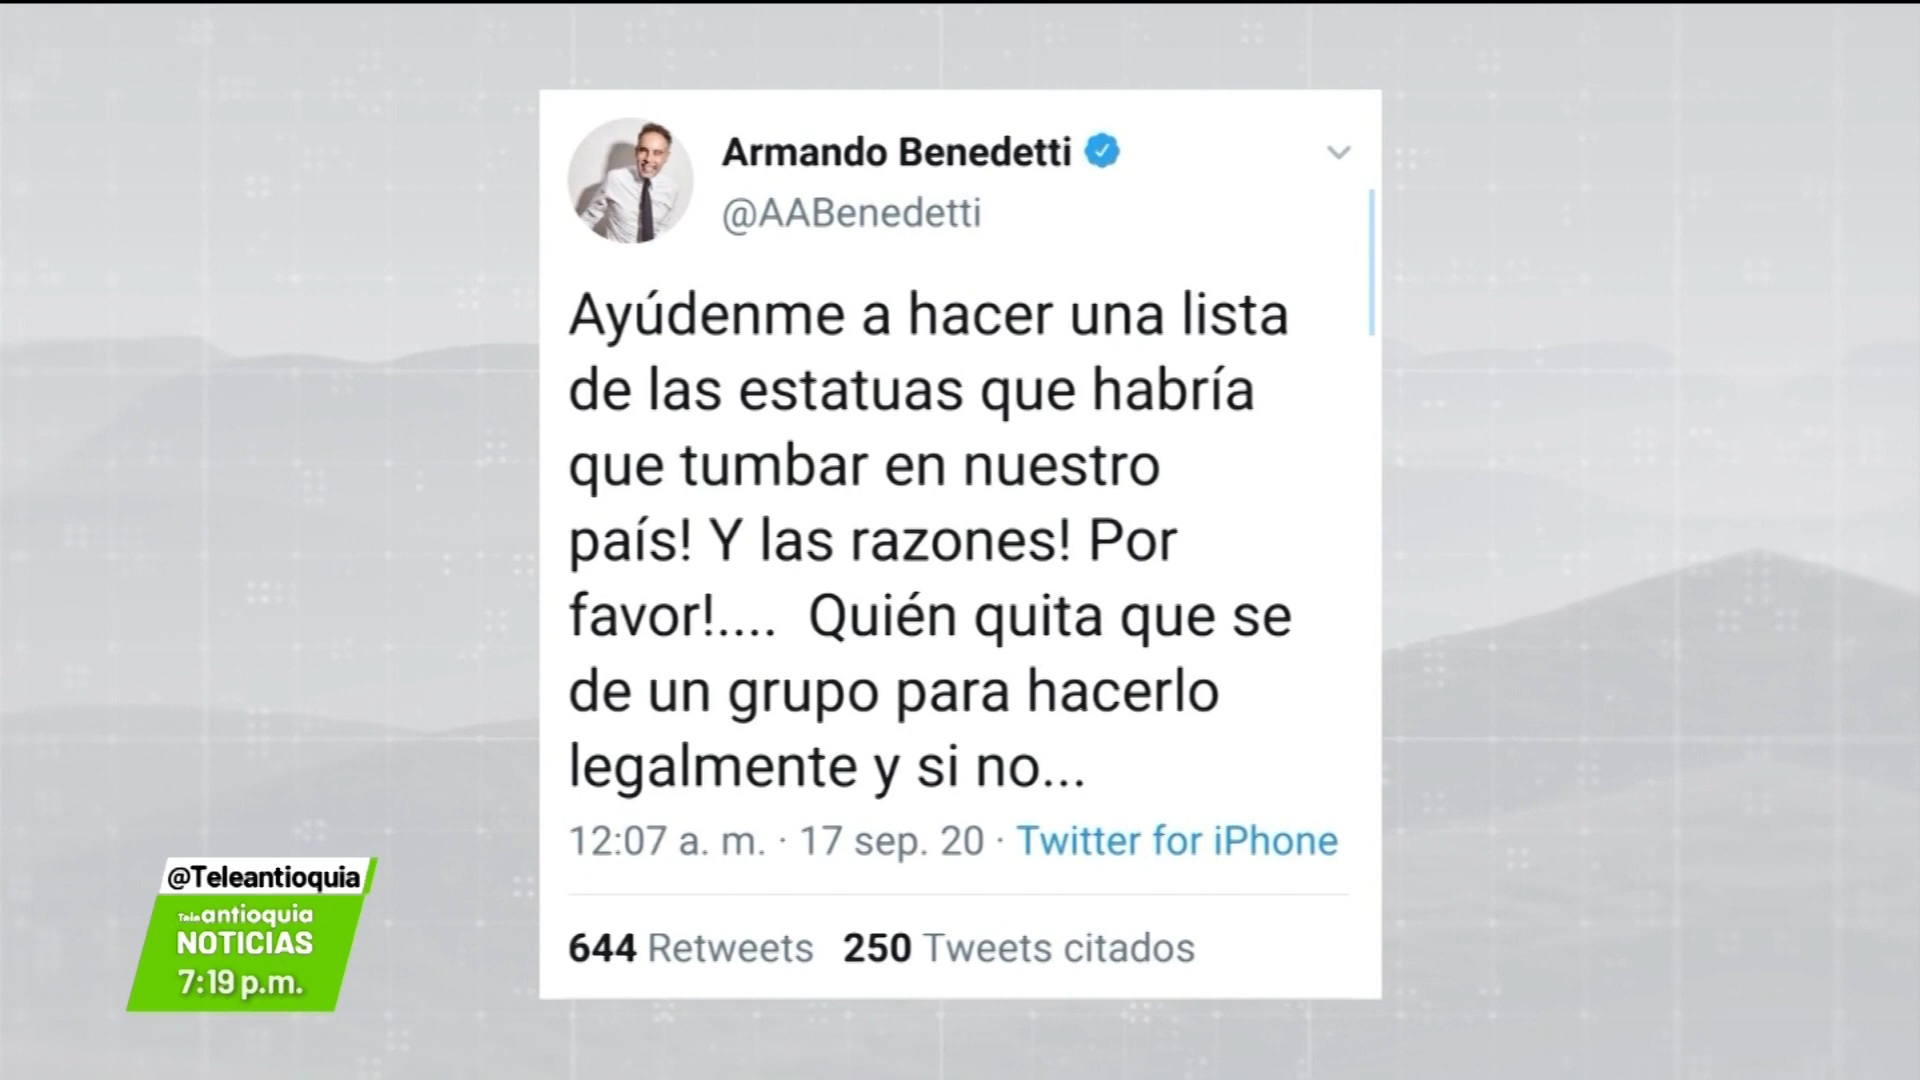 Armando Benedetti
@AABenedetti
Ayúdenme a hacer una lista
de las estatuas que habría
que tumbar en nuestro
país! Y las razones! Por
favor!....  Quién quita que se
de un grupo para hacerlo
legalmente y si no...
12:07 a. m. · 17 sep. 20 · Twitter for iPhone
644 Retweets 250 Tweets citados
@Teleantioquia
Teleantioquia
NOTICIAS
7:19 p.m.